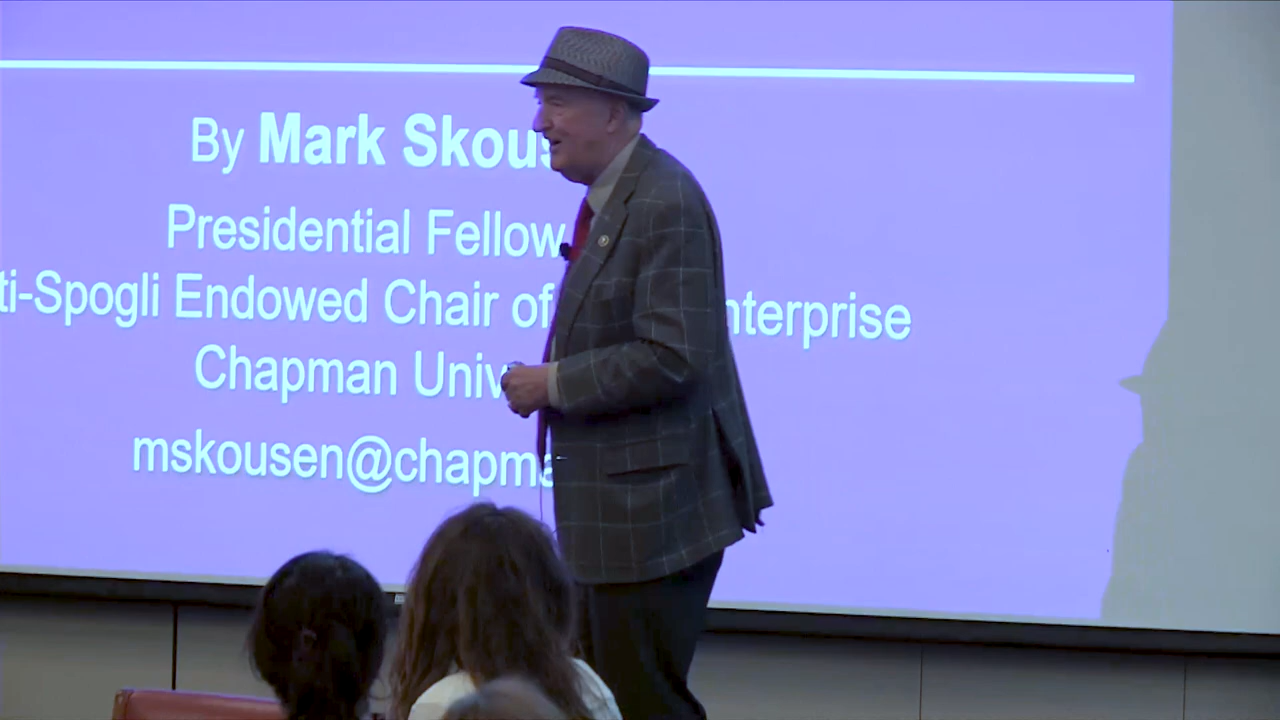 By Mark Skous
Presidential Fellow
ti-Spogli Endowed Chair of nterprise
Chapman Univ
mskousen@chapma